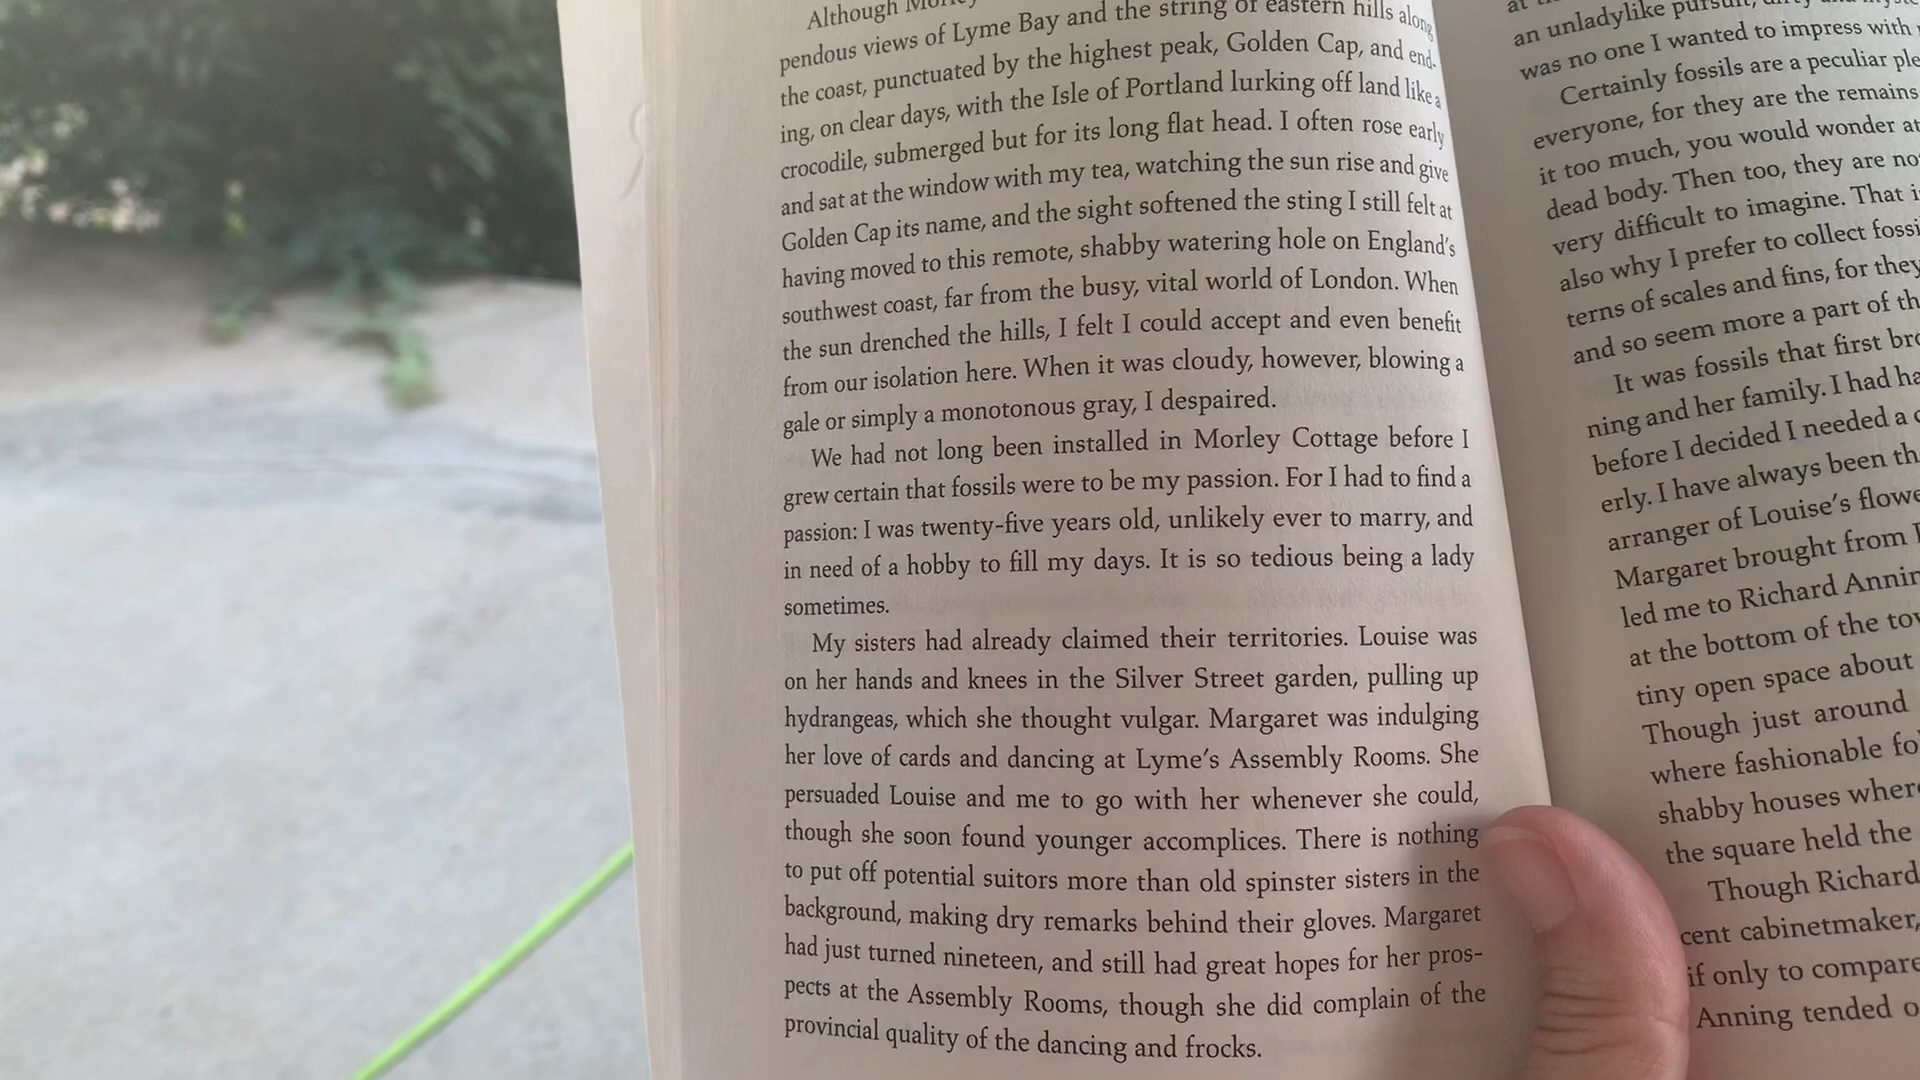 Although
pendous views of Lyme Bay and the string of eastern hills along
the coast, punctuated by the highest peak, Golden Cap, and end-
ing, on clear days, with the Isle of Portland lurking off land like a
crocodile, submerged but for its long flat head. I often rose early
and sat at the window with my tea, watching the sun rise and give
Golden Cap its name, and the sight softened the sting I still felt at
having moved to this remote, shabby watering hole on England's
southwest coast, far from the busy, vital world of London. When
the sun drenched the hills, I felt I could accept and even benefit
from our isolation here. When it was cloudy, however, blowing a
gale or simply a monotonous gray, I despaired.
We had not long been installed in Morley Cottage before I
grew certain that fossils were to be my passion. For I had to find a
passion: I was twenty-five years old, unlikely ever to marry, and
in need of a hobby to fill my days. It is so tedious being a lady
sometimes.
My sisters had already claimed their territories. Louise was
on her hands and knees in the Silver Street garden, pulling up
hydrangeas, which she thought vulgar. Margaret was indulging
her love of cards and dancing at Lyme's Assembly Rooms. She
persuaded Louise and me to go with her whenever she could,
though she soon found younger accomplices. There is nothing
to put off potential suitors more than old spinster sisters in the
background, making dry remarks behind their gloves. Margaret
had just turned nineteen, and still had great hopes for her pros-
pects at the Assembly Rooms, though she did complain of the
provincial quality of the dancing and frocks.
an unladylike pursuit,
was no one I wanted to impress with
Certainly fossils are a peculiar
everyone, for they are the remains
it too much, you would wonder at
dead body. Then too, they are
very difficult to imagine. That
also why I prefer to collect
terns of scales and fins, for they
and so seem more a part of
It was fossils that first
ning and her family. I had
before I decided I needed a
erly. I have always been
arranger of Louise's
Margaret brought from
led me to Richard
at the bottom of the
tiny open space about
Though just around
where fashionable
shabby houses
the square held the
Though Richard
cent cabinetmaker,
if only to compare
Anning tended